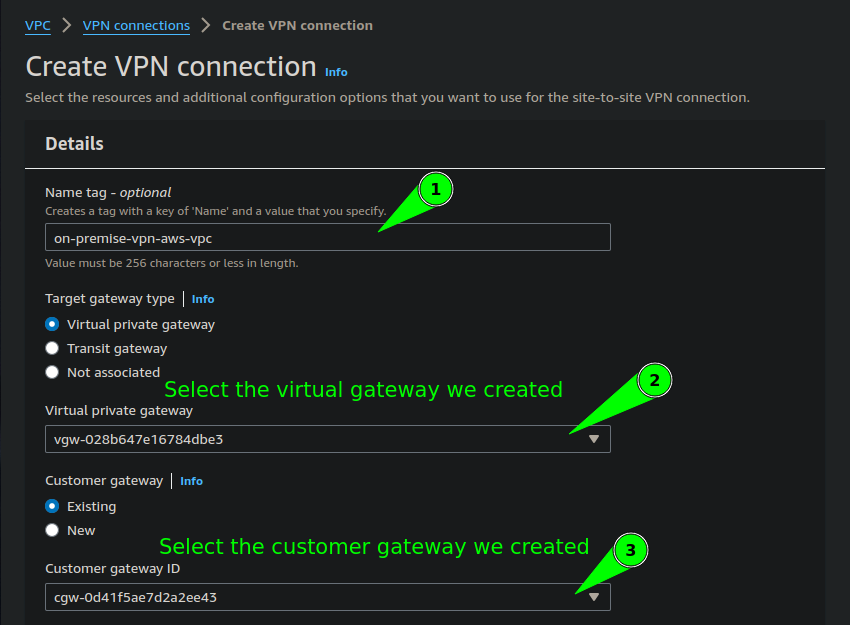 VPC > VPN connections > Create VPN connection
Create VPN connection Info
Select the resources and additional configuration options that you want to use for the site-to-site VPN connection.
Details
Name tag - optional
1
Creates a tag with a key of 'Name' and a value that you specify.
on-premise-vpn-aws-vpc
Value must be 256 characters or less in length.
Target gateway type | Info
Virtual private gateway
Transit gateway
Not associated
Select the virtual gateway we created
2
Virtual private gateway
vgw-028b647e16784dbe3
Customer gateway | Info
Existing
New
Select the customer gateway we created
3
Customer gateway ID
cgw-0d41f5ae7d2a2ee43